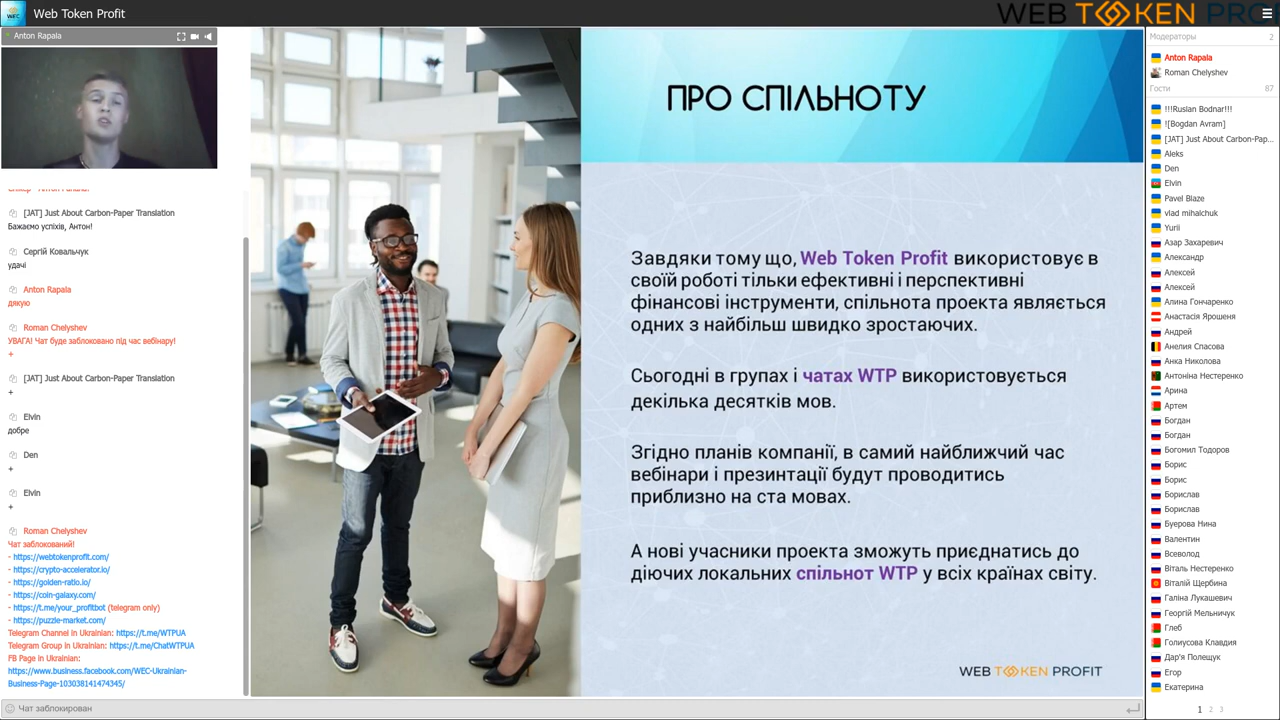 Web Token Profit
WEB TOKEN PROF
Anton Rapala
[JAT] Just About Carbon-Paper Translation
Бажаємо успіхів, Антон!
Сергій Ковальчук
удачі
Anton Rapala
дякую
Roman Chelyshev
УВАГА! Чат буде заблоковано під час вебінару!
+
[JAT] Just About Carbon-Paper Translation
+
Elvin
добре
Den
+
Elvin
+
Roman Chelyshev
Чат заблокований!
- https://webtokenprofit.com/
- https://crypto-accelerator.io/
- https://golden-ratio.io/
- https://coin-galaxy.com/
- https://t.me/your_profitbot (telegram only)
- https://puzzle-market.com/
Telegram Channel in Ukrainian: https://t.me/WTPUA
Telegram Group in Ukrainian: https://t.me/ChatWTPUA
FB Page in Ukrainian:
https://www.business.facebook.com/WEC-Ukrainian-
Business-Page-103038141474345/
Чат заблокирован
ПРО СПІЛЬНОТУ
Завдяки тому що, Web Token Profit використовує в
своїй роботі тільки ефективні і перспективні
фінансові інструменти, спільнота проекта являється
одних з найбільш швидко зростаючих.
Сьогодні в групах і чатах WTP використовується
декілька десятків мов.
Згідно планів компанії, в самий найближчий час
вебінари і презентації будуть проводитись
приблизно на ста мовах.
А нові учасники проекта зможуть приєднатись до
діючих локальних спільнот WTP у всіх країнах світу.
WEB TOKEN PROFIT
Модераторы 2
Anton Rapala
Roman Chelyshev
Гости 87
!!!Ruslan Bodnar!!!
![Bogdan Avram]
[JAT] Just About Carbon-Pap...
Aleks
Den
Elvin
Pavel Blaze
vlad mihalchuk
Yurii
Азар Захаревич
Александр
Алексей
Алексей
Алина Гончаренко
Анастасія Ярошеня
Андрей
Анелия Спасова
Анка Николова
Антоніна Нестеренко
Арина
Артем
Богдан
Богдан
Богомил Тодоров
Борис
Борис
Борислав
Борислав
Буерова Нина
Валентин
Всеволод
Віталь Нестеренко
Віталій Щербина
Галіна Лукашевич
Георгій Мельничук
Глеб
Голиусова Клавдия
Дар'я Полещук
Егор
Екатерина
1 2 3